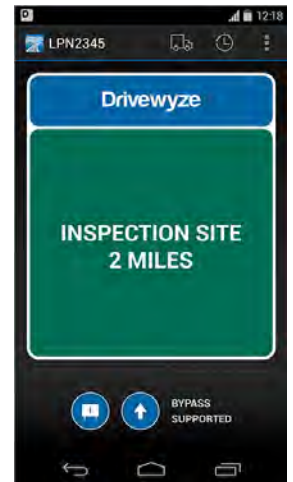 12:18
LPN2345
Drivewyze
INSPECTION SITE
2 MILES
BYPASS
SUPPORTED